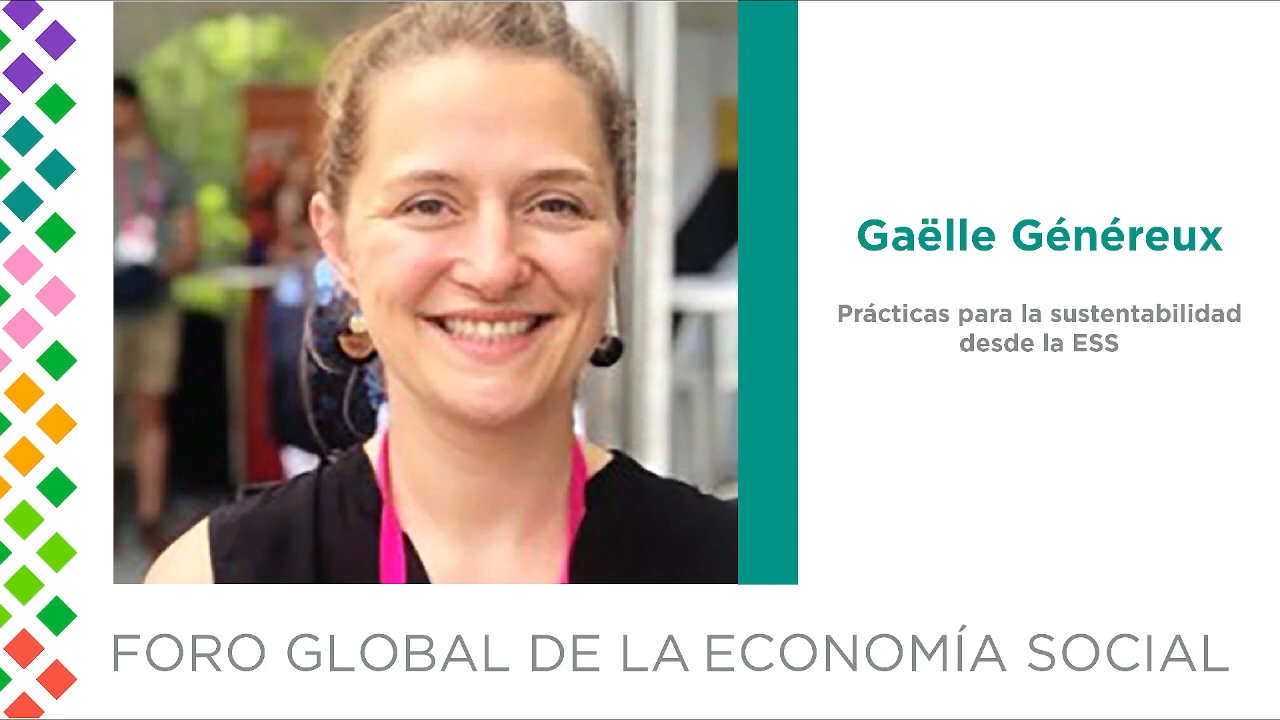 Gaëlle Généreux
Prácticas para la sustentabilidad
desde la ESS
FORO GLOBAL DE LA ECONOMÍA SOCIAL